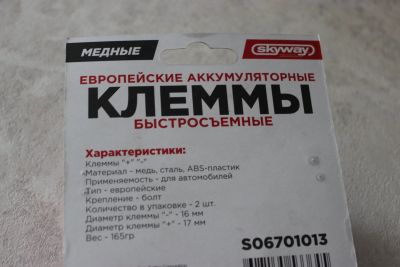 МЕДНЫЕ
skyway
ЕВРОПЕЙСКИЕ АККУМУЛЯТОРНЫЕ
КЛЕММЫ
БЫСТРОСЪЕМНЫЕ
Характеристики:
Клеммы "+" "-"
Материал - медь, сталь, ABS-пластик
Применяемость - для автомобилей
Тип - европейские
Крепление - болт
Количество в упаковке - 2 шт.
Диаметр клеммы "-" - 16 мм
Диаметр клеммы "+" - 17 мм
Вес - 165гр
S06701013